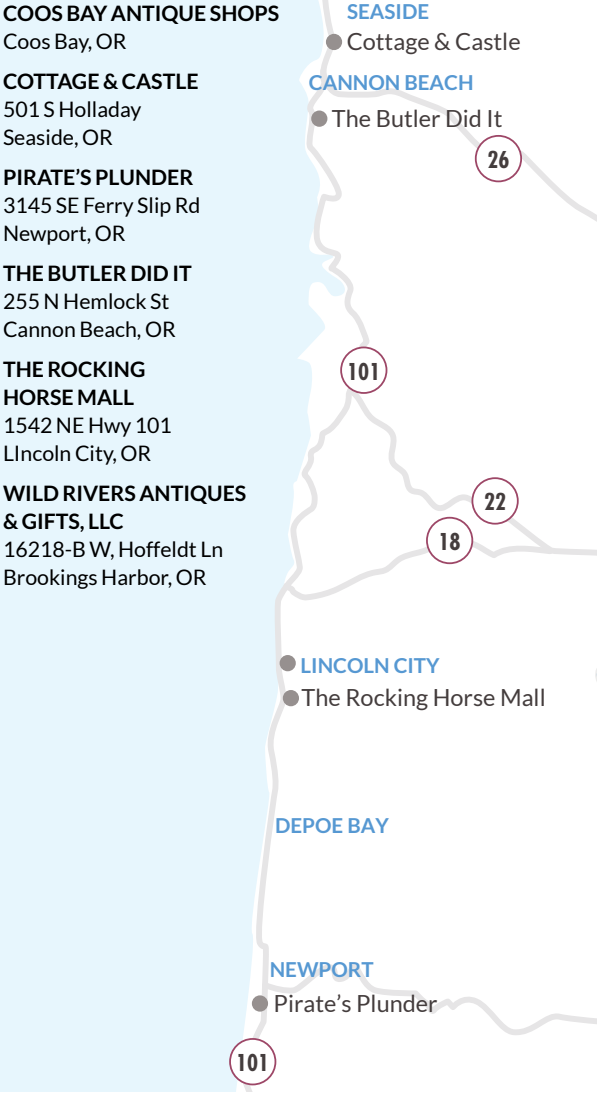 COOS BAY ANTIQUE SHOPS
Coos Bay, OR
COTTAGE & CASTLE
501 S Holladay
Seaside, OR
PIRATE'S PLUNDER
3145 SE Ferry Slip Rd
Newport, OR
THE BUTLER DID IT
255 N Hemlock St
Cannon Beach, OR
THE ROCKING
HORSE MALL
1542 NE Hwy 101
LIncoln City, OR
WILD RIVERS ANTIQUES
& GIFTS, LLC
16218-B W, Hoffeldt Ln
Brookings Harbor, OR
SEASIDE
Cottage & Castle
CANNON BEACH
The Butler Did It
26
101
22
18
LINCOLN CITY
The Rocking Horse Mall
DEPOE BAY
NEWPORT
Pirate's Plunder
101